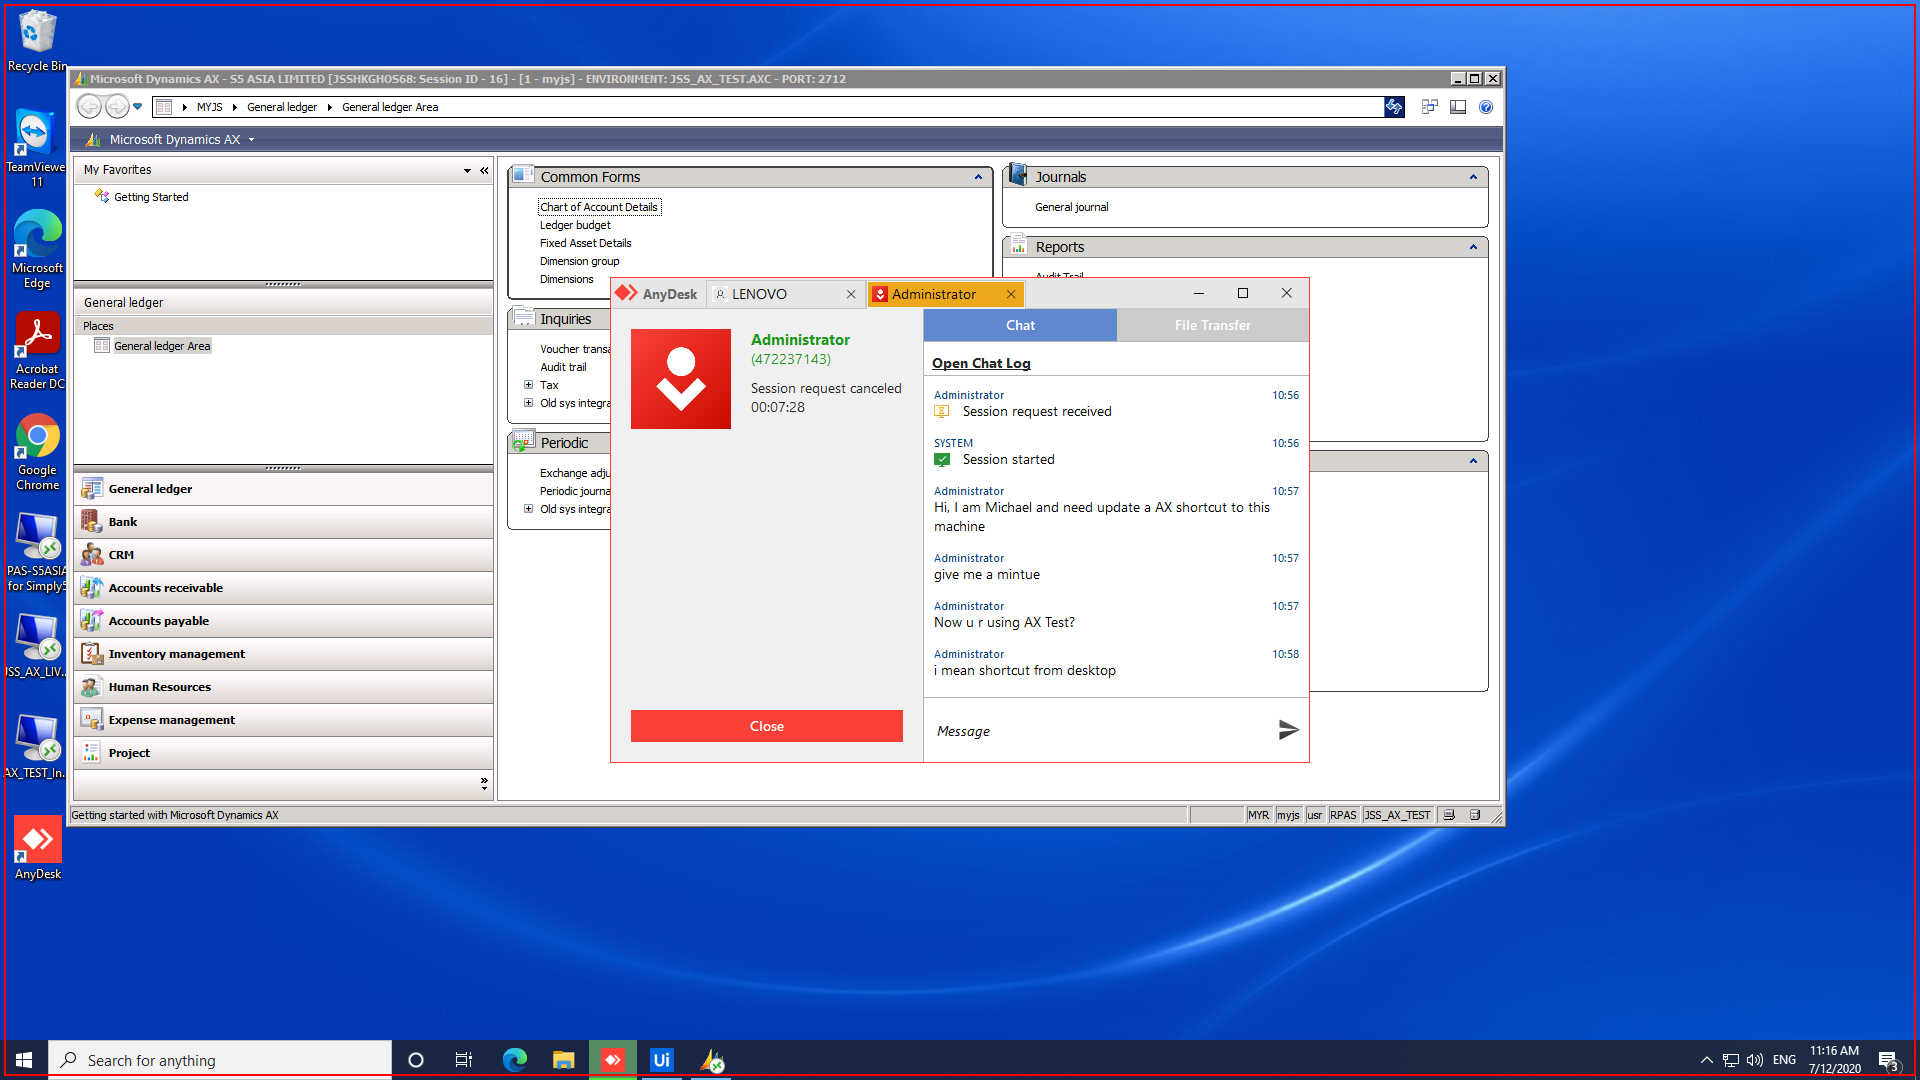 Recycle Bin
TeamViewer
11
Microsoft
Edge
Acrobat
Reader DC
Google
Chrome
PAS-S5ASIA
for Simply5
JSS_AX_LIV...
AX_TEST_In...
AnyDesk
Microsoft Dynamics AX - S5 ASIA LIMITED [JSSHKGHOS68: Session ID - 16] - [1 - myjs] - ENVIRONMENT: JSS_AX_TEST.AXC - PORT: 2712
MYJS General ledger General ledger Area
Microsoft Dynamics AX
My Favorites
Getting Started
General ledger
Places
General ledger Area
General ledger
Bank
CRM
Accounts receivable
Accounts payable
Inventory management
Human Resources
Expense management
Project
Common Forms
Chart of Account Details
Ledger budget
Fixed Asset Details
Dimension group
Dimensions
Inquiries
Voucher transa
Audit trail
Tax
Old sys integra
Periodic
Exchange adju
Periodic journa
Old sys integra
Journals
General journal
Reports
Audit Trail
AnyDesk LENOVO Administrator
Administrator
(472237143)
Session request canceled
00:07:28
Close
Chat File Transfer
Open Chat Log
Administrator 10:56
Session request received
SYSTEM 10:56
Session started
Administrator 10:57
Hi, I am Michael and need update a AX shortcut to this
machine
Administrator 10:57
give me a mintue
Administrator 10:57
Now u r using AX Test?
Administrator 10:58
i mean shortcut from desktop
Message
Getting started with Microsoft Dynamics AX
MYR myjs usr RPAS JSS_AX_TEST
Search for anything
Ui
ENG
11:16 AM
7/12/2020
3